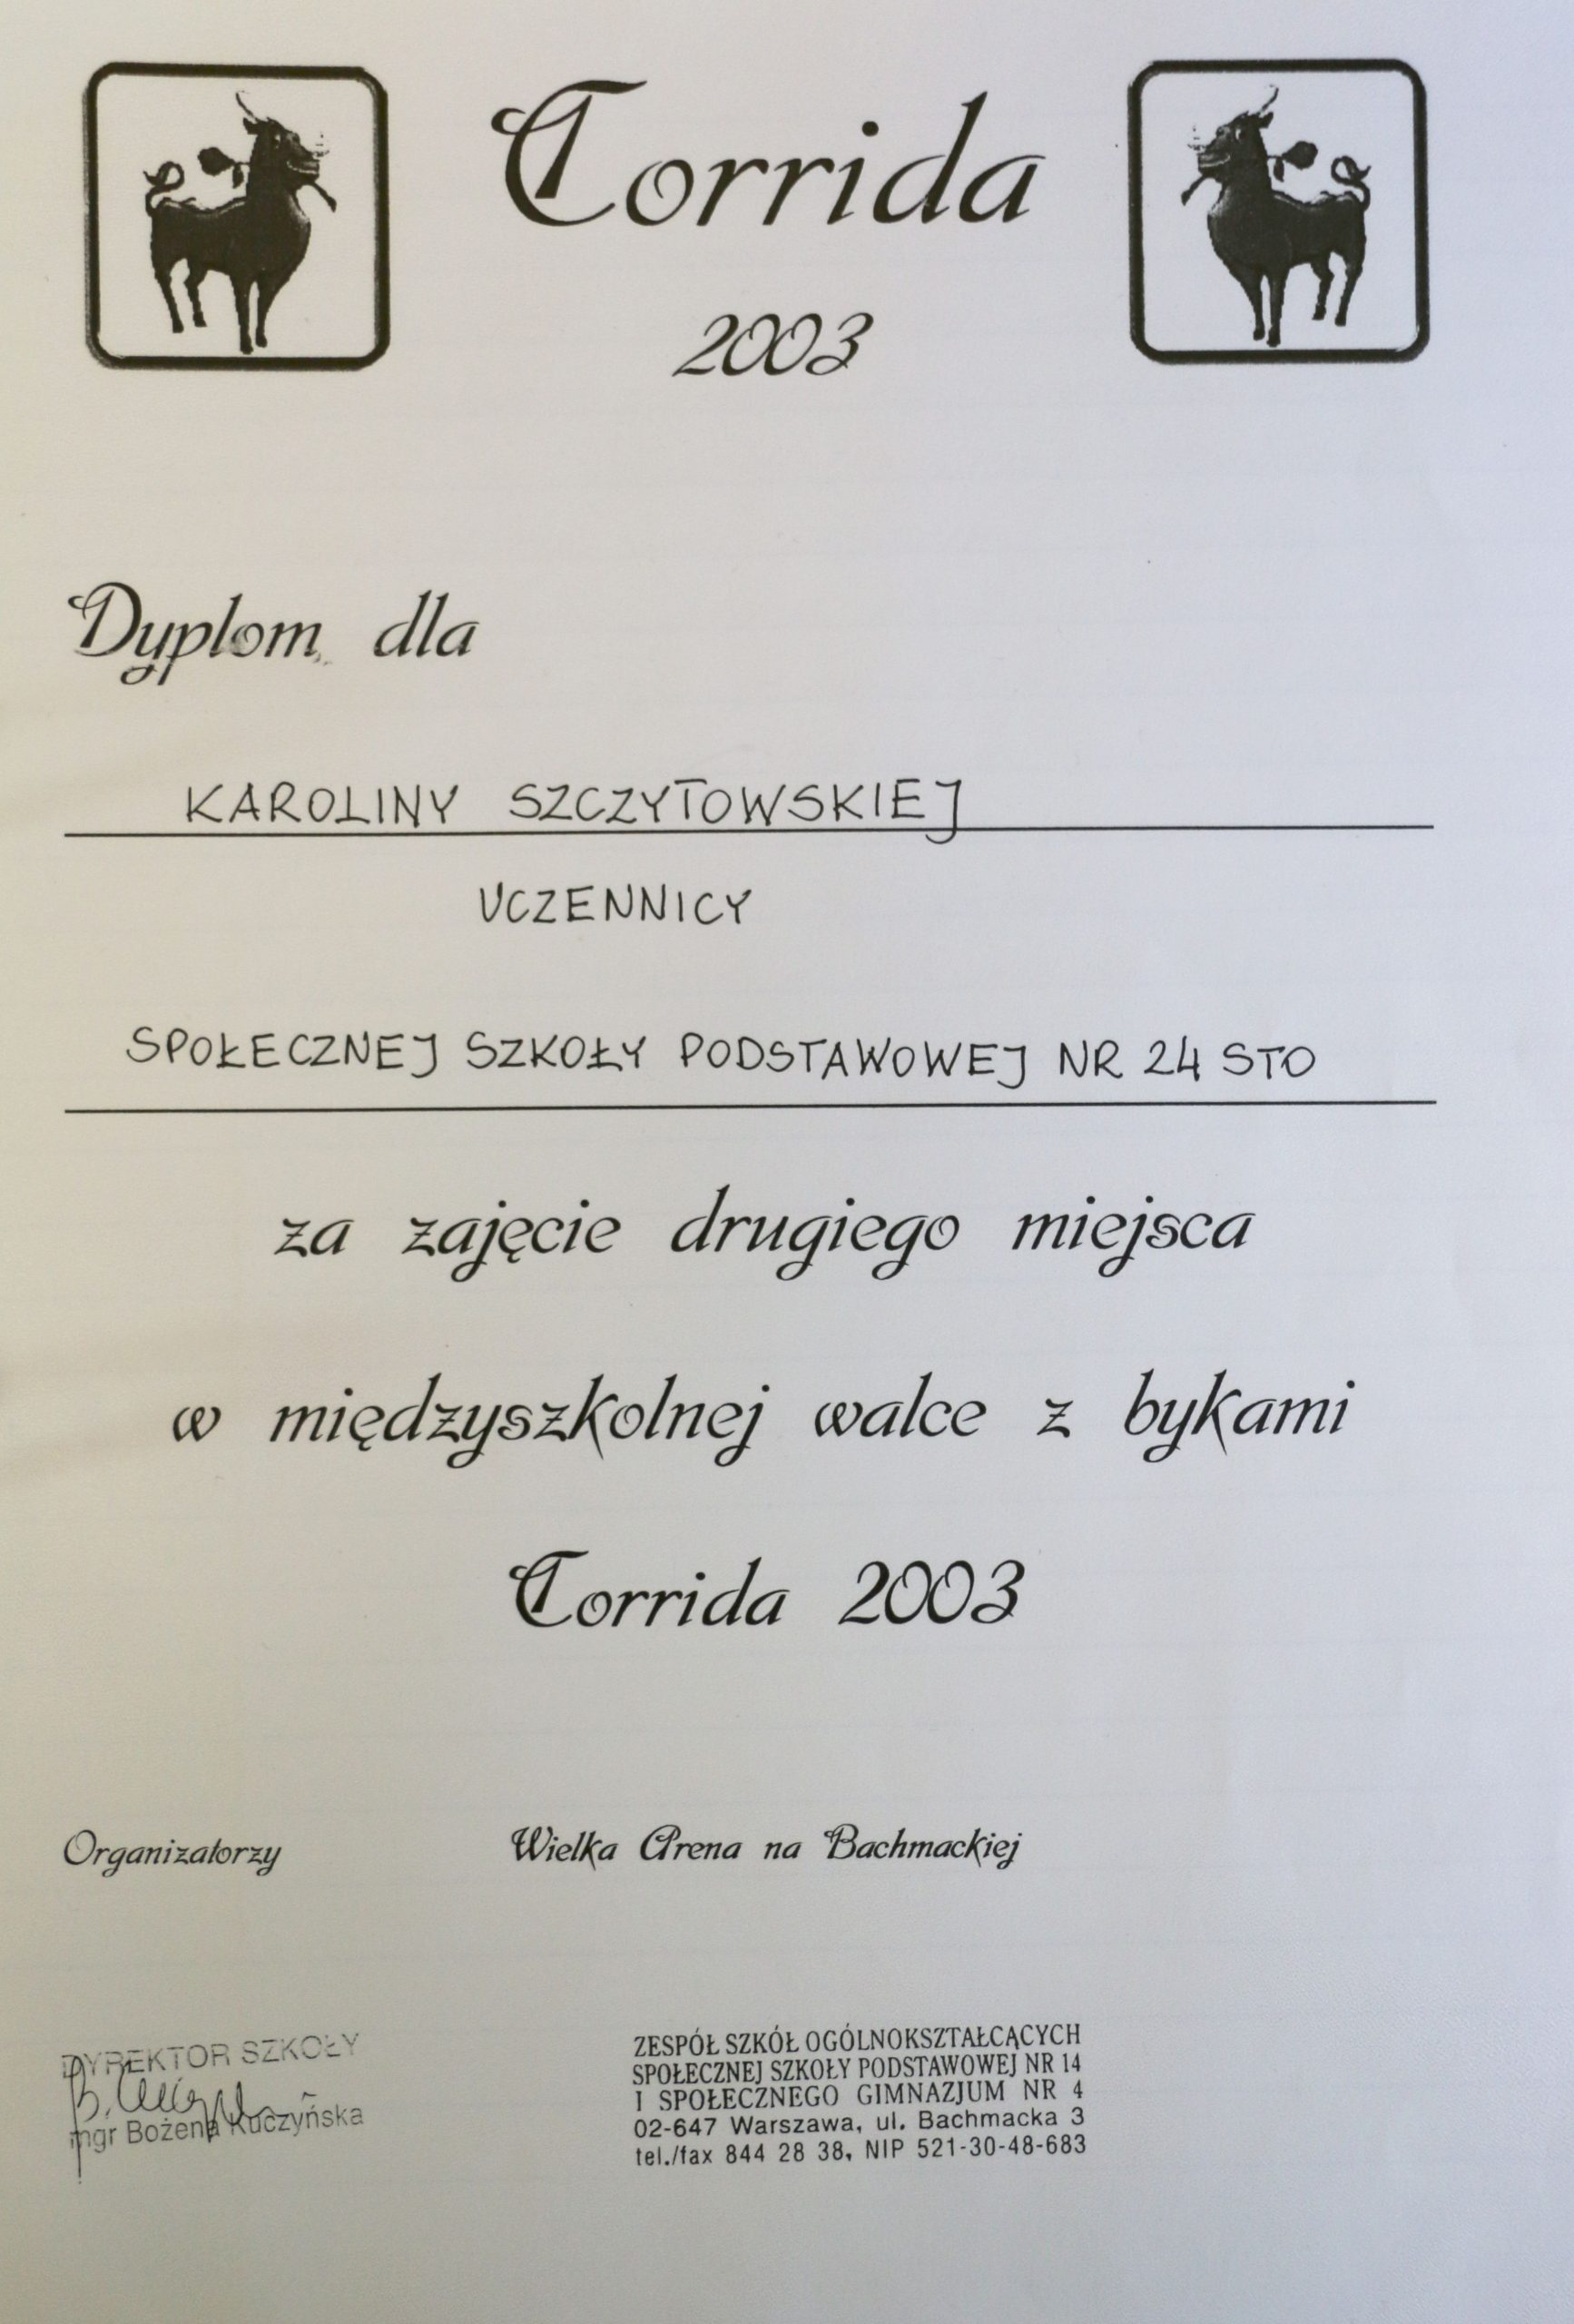 Corrida
2003
Dyplom dla
KAROLINY SZCZYTOWSKIEJ
UCZENNICY
SPOŁECZNEJ SZKOŁY PODSTAWOWEJ NR 24 STO
za zajęcie drugiego miejsca
w międzyszkolnej walce z bykami
Corrida 2003
Organizatorzy
Wielka Arena na Bachmackiej
DYREKTOR SZKOŁY
mgr Bożena Kuczyńska
ZESPÓŁ SZKÓŁ OGÓLNOKSZTAŁCĄCYCH
SPOŁECZNEJ SZKOŁY PODSTAWOWEJ NR 14
I SPOŁECZNEGO GIMNAZJUM NR 4
02-647 Warszawa, ul. Bachmacka 3
tel./fax 844 28 38, NIP 521-30-48-683